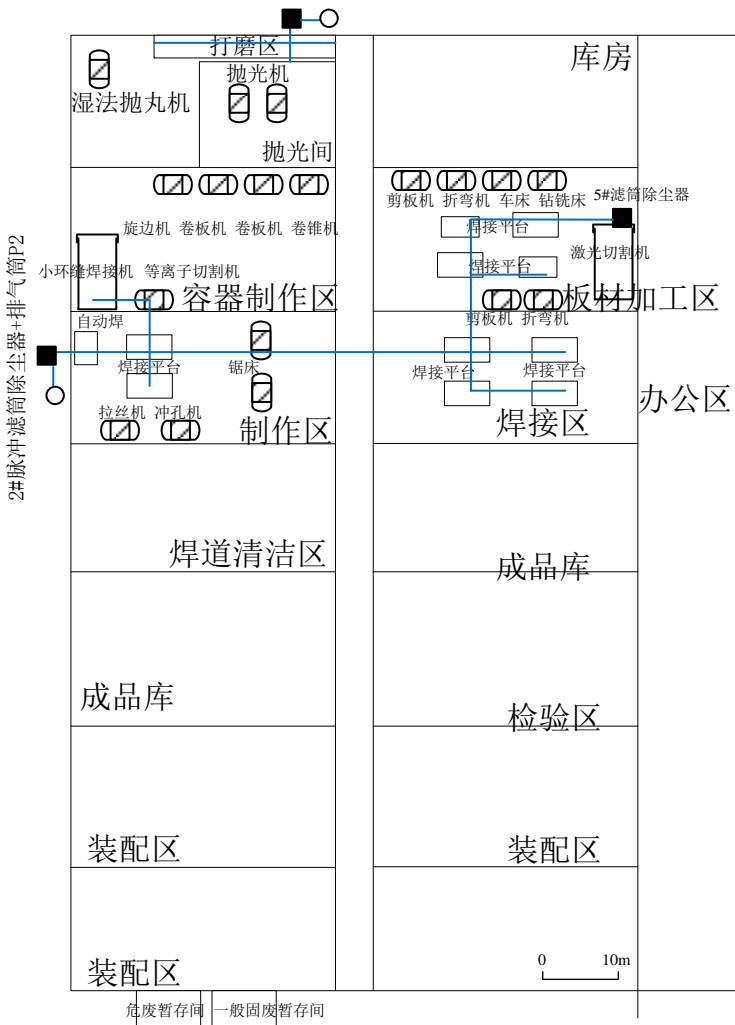 打磨区
库房
抛光机
湿法抛丸机
抛光间
剪板机 折弯机 车床 钻铣床
5#滤筒除尘器
旋边机 卷板机 卷板机 卷锥机
焊接平台
激光切割机
小环缝焊接机 等离子切割机
焊接平台
容器制作区
板材加工区
自动焊
剪板机 折弯机
2#脉冲滤筒除尘器+排气筒P2
焊接平台
锯床
焊接平台
焊接平台
办公区
拉丝机 冲孔机
制作区
焊接区
焊道清洁区
成品库
成品库
检验区
装配区
装配区
装配区
0 10m
危废暂存间 一般固废暂存间